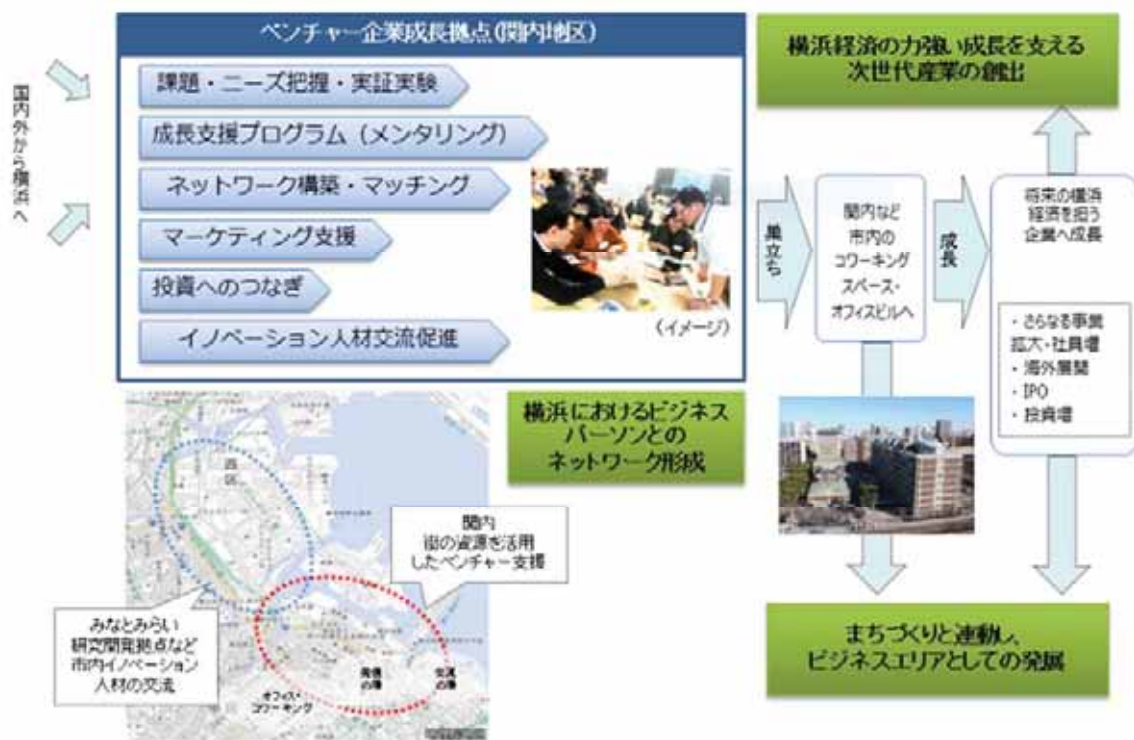 ベンチャー企業成長拠点(関内地区)
国内外から横浜へ
課題・ニーズ把握・実証実験
成長支援プログラム（メンタリング）
ネットワーク構築・マッチング
マーケティング支援
投資へのつなぎ
イノベーション人材交流促進
（イメージ）
横浜経済の力強い成長を支える
次世代産業の創出
巣立ち
関内など
市内の
コワーキング
スペース・
オフィスビルへ
成長
将来の横浜
経済を担う
企業へ成長
・さらなる事業
拡大・社員増
・海外展開
・IPO
・投資増
横浜におけるビジネス
パーソンとの
ネットワーク形成
西区
関内
街の資源を活用
したベンチャー支援
みなとみらい
研究開発拠点など
市内イノベーション
人材の交流
オフィス・
コワーキング
発信
の場
交流
の場
まちづくりと連動し、
ビジネスエリアとしての発展